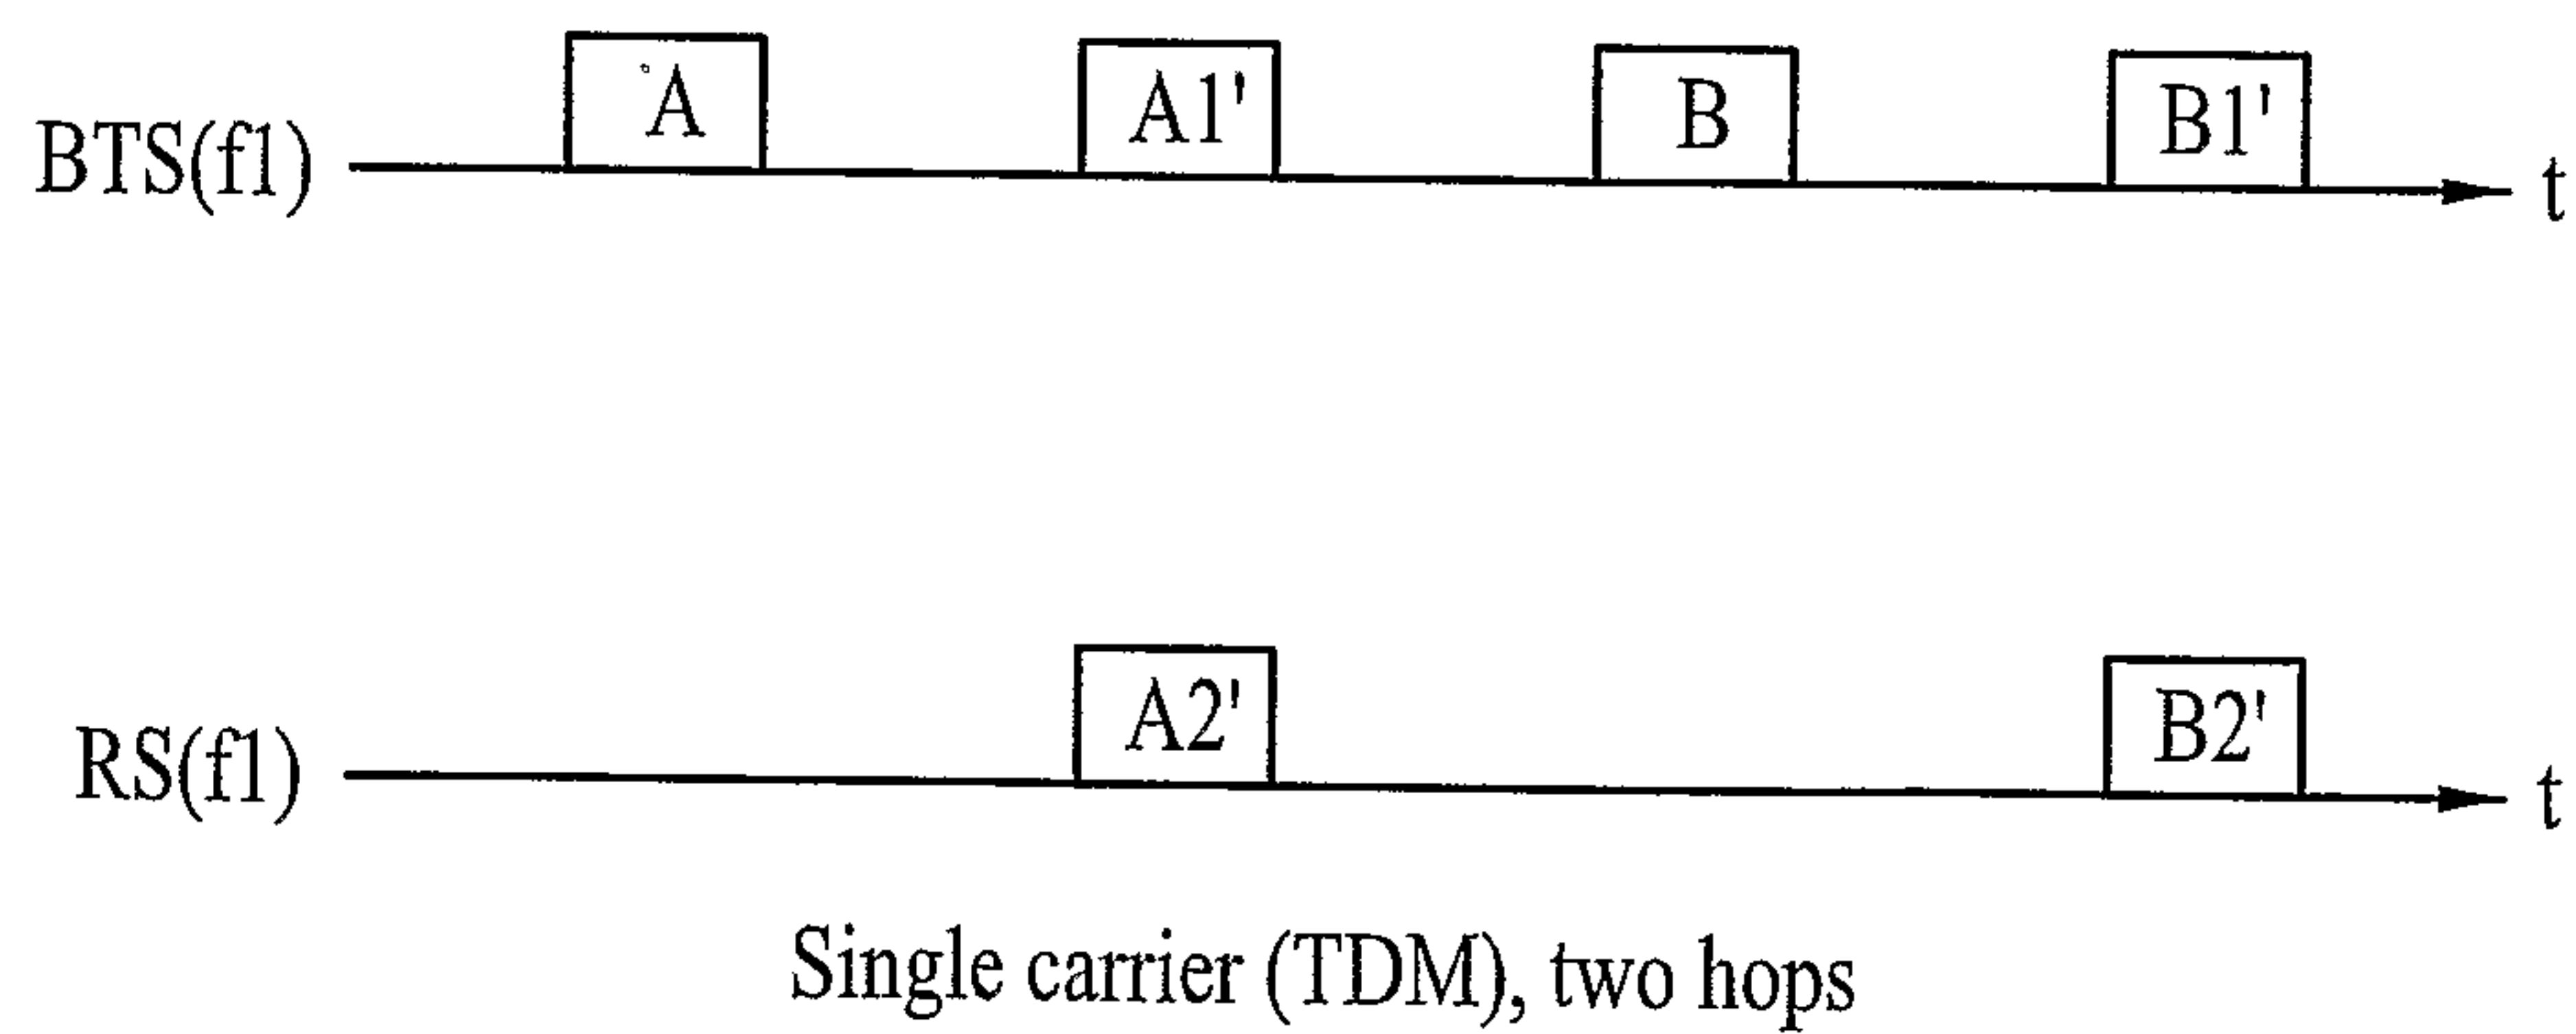 A A1' B B1'
BTS(f1) t
A2' B2'
RS(f1) t
Single carrier (TDM), two hops